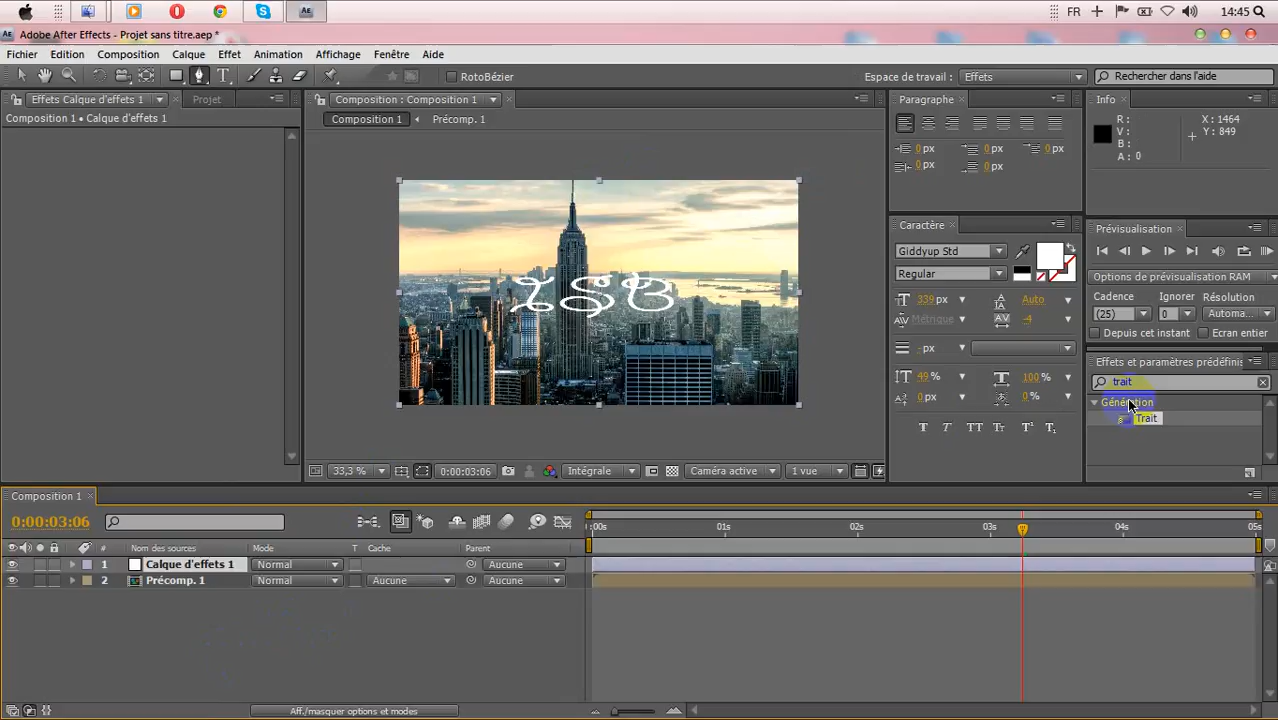 FR
14:45
Adobe After Effects - Projet sans titre.aep *
Fichier Edition Composition Calque Effet Animation Affichage Fenêtre Aide
RotoBézier
Espace de travail : Effets
Rechercher dans l'aide
Effets Calque d'effets 1
Projet
Composition 1 • Calque d'effets 1
Composition : Composition 1
Composition 1
Précomp. 1
TSB
33,3 %
0:00:03:06
Intégrale
Caméra active
1 vue
Paragraphe
0 px
0 px
0 px
0 px
0 px
Caractère
Giddyup Std
Regular
339 px
Auto
Métrique
-4
- px
49 %
100 %
0 px
0 %
T T TT Tt T¹ T₁
Info
R :
V :
B :
A : 0
X : 1464
Y : 849
Prévisualisation
Options de prévisualisation RAM
Cadence
Ignorer
Résolution
(25)
0
Automa...
Depuis cet instant
Ecran entier
Effets et paramètres prédéfinis
trait
Génération
Trait
Composition 1
0:00:03:06
:00s 01s 02s 03s 04s 05s
# Nom des sources Mode T Cache Parent
1 Calque d'effets 1 Normal Aucune
2 Précomp. 1 Normal Aucune Aucune
Aff./masquer options et modes